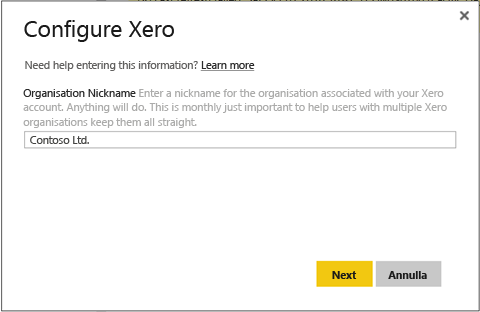 Configure Xero
Need help entering this information? Learn more
Organisation Nickname Enter a nickname for the organisation associated with your Xero
account. Anything will do. This is monthly just important to help users with multiple Xero
organisations keep them all straight.
Contoso Ltd.
Next Annulla